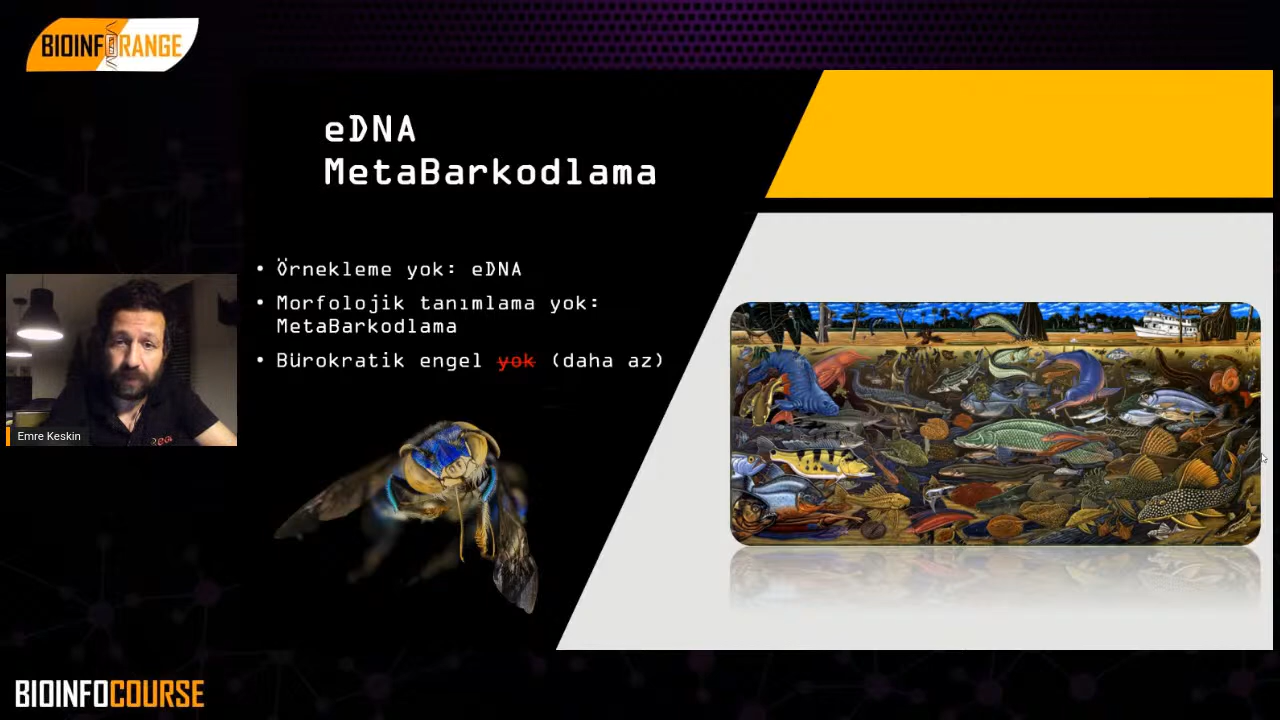 BIOINFORANGE
eDNA
MetaBarkodlama
• Örnekleme yok: eDNA
• Morfolojik tanımlama yok:
MetaBarkodlama
• Bürokratik engel yok (daha az)
Emre Keskin
BIOINFOCOURSE